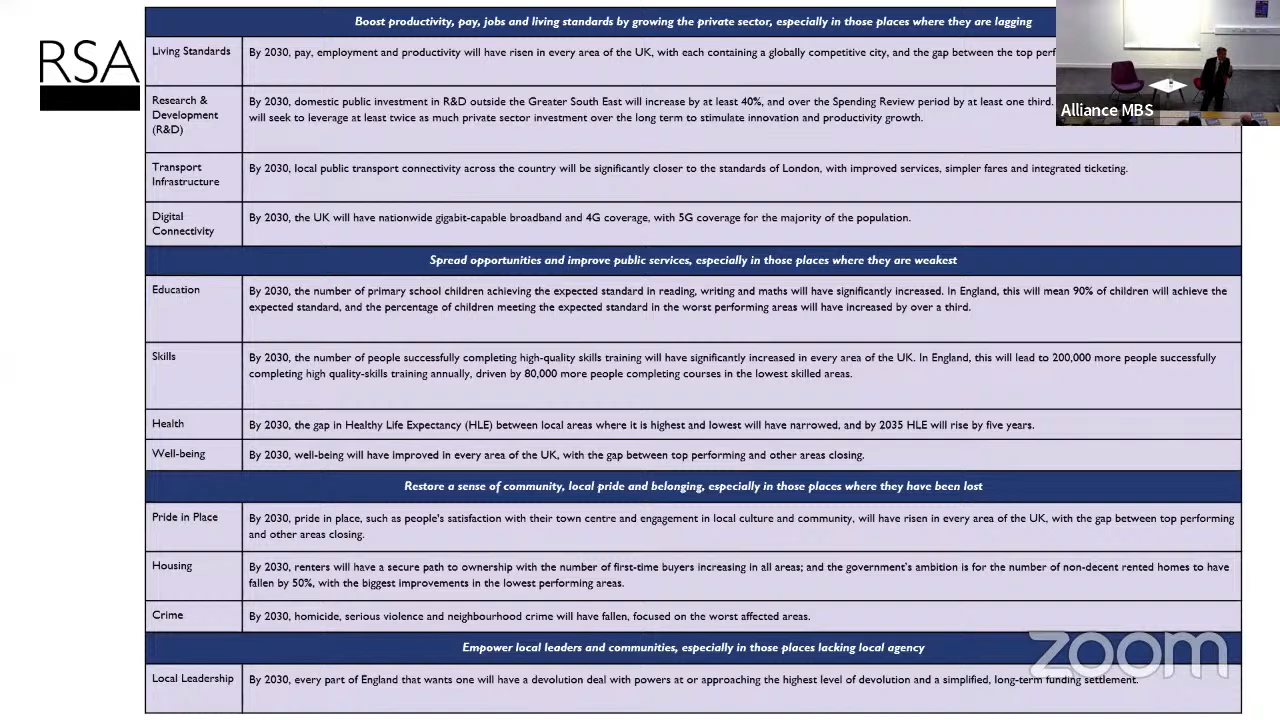 RSA
Boost productivity, pay, jobs and living standards by growing the private sector, especially in those places where they are lagging
Living Standards
By 2030, pay, employment and productivity will have risen in every area of the UK, with each containing a globally competitive city, and the gap between the top
Research &
Development
(R&D)
By 2030, domestic public investment in R&D outside the Greater South East will increase by at least 40%, and over the Spending Review period by at least one third.
will seek to leverage at least twice as much private sector investment over the long term to stimulate innovation and productivity growth.
Alliance MBS
Transport
Infrastructure
By 2030, local public transport connectivity across the country will be significantly closer to the standards of London, with improved services, simpler fares and integrated ticketing.
Digital
Connectivity
By 2030, the UK will have nationwide gigabit-capable broadband and 4G coverage, with 5G coverage for the majority of the population.
Spread opportunities and improve public services, especially in those places where they are weakest
Education
By 2030, the number of primary school children achieving the expected standard in reading, writing and maths will have significantly increased. In England, this will mean 90% of children will achieve the
expected standard, and the percentage of children meeting the expected standard in the worst performing areas will have increased by over a third.
Skills
By 2030, the number of people successfully completing high-quality skills training will have significantly increased in every area of the UK. In England, this will lead to 200,000 more people successfully
completing high quality-skills training annually, driven by 80,000 more people completing courses in the lowest skilled areas.
Health
By 2030, the gap in Healthy Life Expectancy (HLE) between local areas where it is highest and lowest will have narrowed, and by 2035 HLE will rise by five years.
Well-being
By 2030, well-being will have improved in every area of the UK, with the gap between top performing and other areas closing.
Restore a sense of community, local pride and belonging, especially in those places where they have been lost
Pride in Place
By 2030, pride in place, such as people's satisfaction with their town centre and engagement in local culture and community, will have risen in every area of the UK, with the gap between top performing
and other areas closing.
Housing
By 2030, renters will have a secure path to ownership with the number of first-time buyers increasing in all areas; and the government's ambition is for the number of non-decent rented homes to have
fallen by 50%, with the biggest improvements in the lowest performing areas.
Crime
By 2030, homicide, serious violence and neighbourhood crime will have fallen, focused on the worst affected areas.
Empower local leaders and communities, especially in those places lacking local agency
Local Leadership
By 2030, every part of England that wants one will have a devolution deal with powers at or approaching the highest level of devolution and a simplified, long-term funding settlement.
zoom